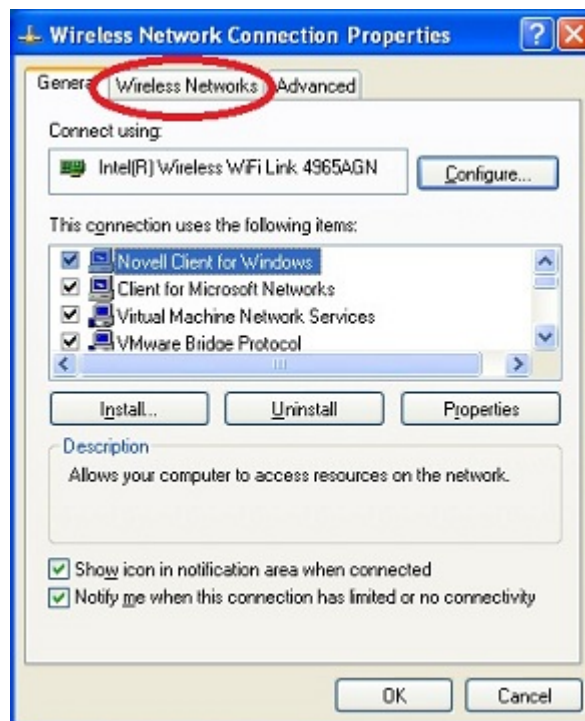 Wireless Network Connection Properties
General Wireless Networks Advanced
Connect using:
Intel(R) Wireless WiFi Link 4965AGN Configure...
This connection uses the following items:
Novell Client for Windows
Client for Microsoft Networks
Virtual Machine Network Services
VMware Bridge Protocol
Install... Uninstall Properties
Description
Allows your computer to access resources on the network.
Show icon in notification area when connected
Notify me when this connection has limited or no connectivity
OK Cancel